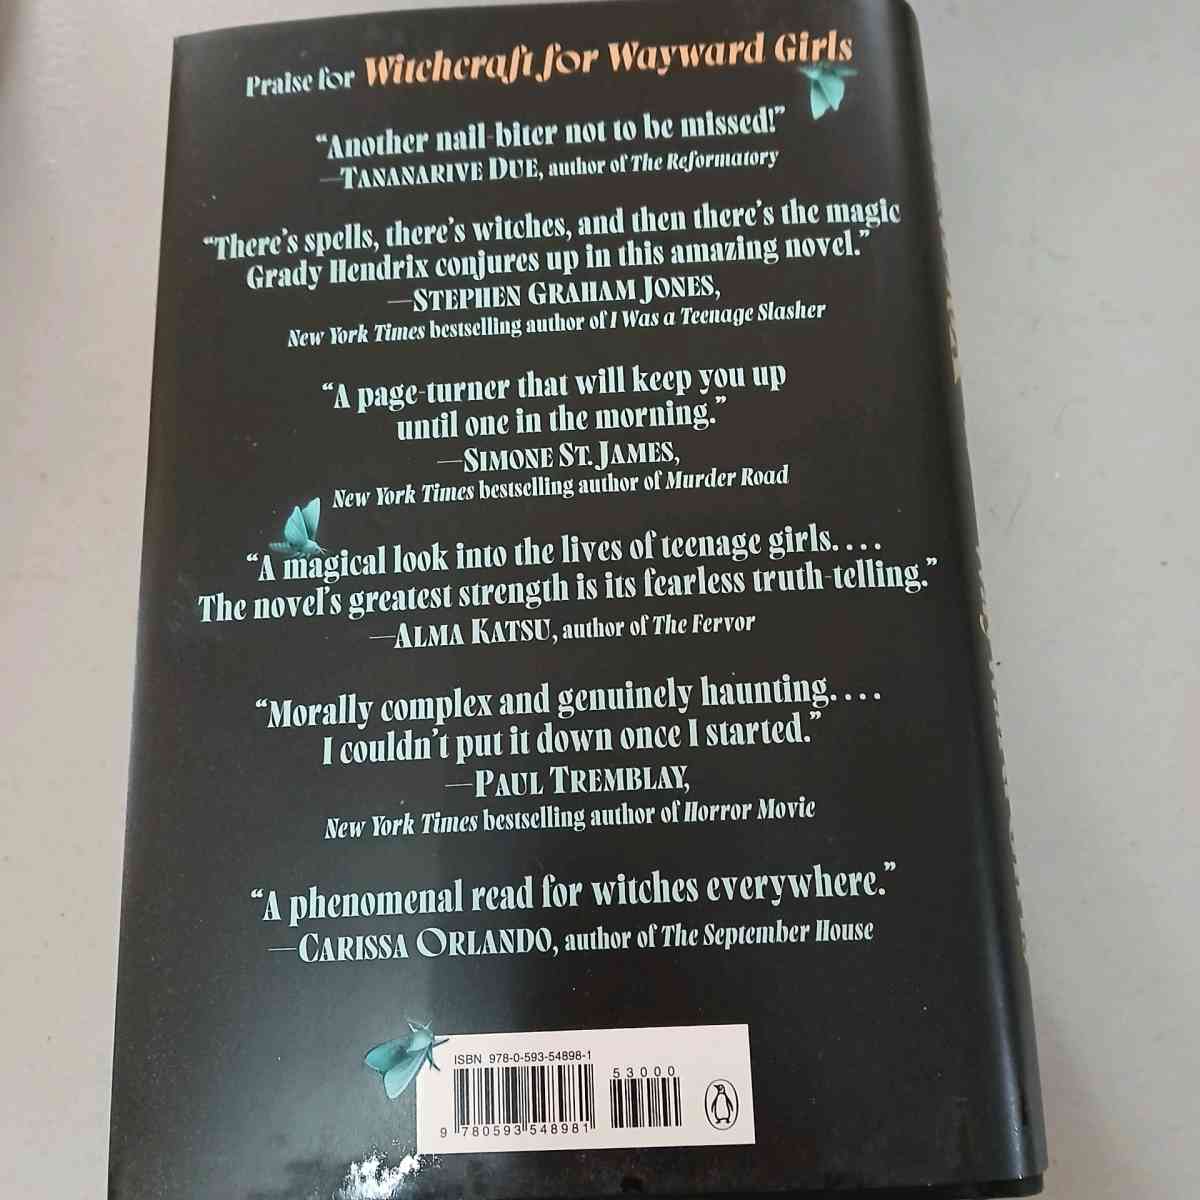 Praise for Witchcraft for Wayward Girls
“Another nail-biter not to be missed!”
—TANANARIVE DUE, author of The Reformatory
“There’s spells, there’s witches, and then there’s the magic
Grady Hendrix conjures up in this amazing novel.”
—STEPHEN GRAHAM JONES,
New York Times bestselling author of I Was a Teenage Slasher
“A page-turner that will keep you up
until one in the morning.”
—SIMONE ST. JAMES,
New York Times bestselling author of Murder Road
“A magical look into the lives of teenage girls. . . .
The novel’s greatest strength is its fearless truth-telling.”
—ALMA KATSU, author of The Fervor
“Morally complex and genuinely haunting. . . .
I couldn’t put it down once I started.”
—PAUL TREMBLAY,
New York Times bestselling author of Horror Movie
“A phenomenal read for witches everywhere.”
—CARISSA ORLANDO, author of The September House
ISBN 978-0-593-54898-1
53000
9 780593 548981